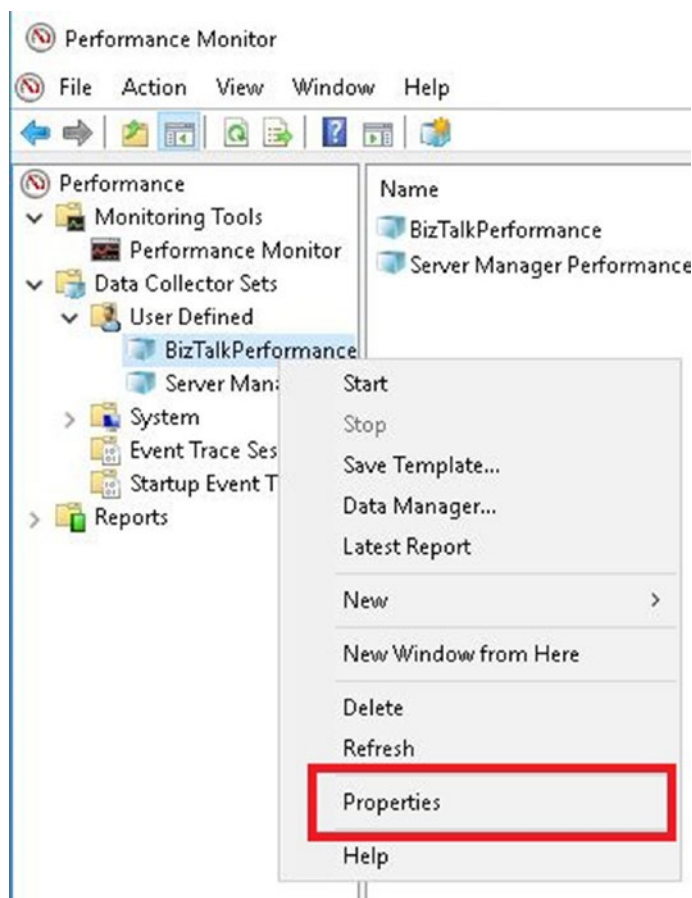 Performance Monitor
File Action View Window Help
Performance
Monitoring Tools
Performance Monitor
Data Collector Sets
User Defined
BizTalkPerformance
Server Man
System
Event Trace Ses
Startup Event T
Reports
Name
BizTalkPerformance
Server Manager Performance
Start
Stop
Save Template...
Data Manager...
Latest Report
New
New Window from Here
Delete
Refresh
Properties
Help